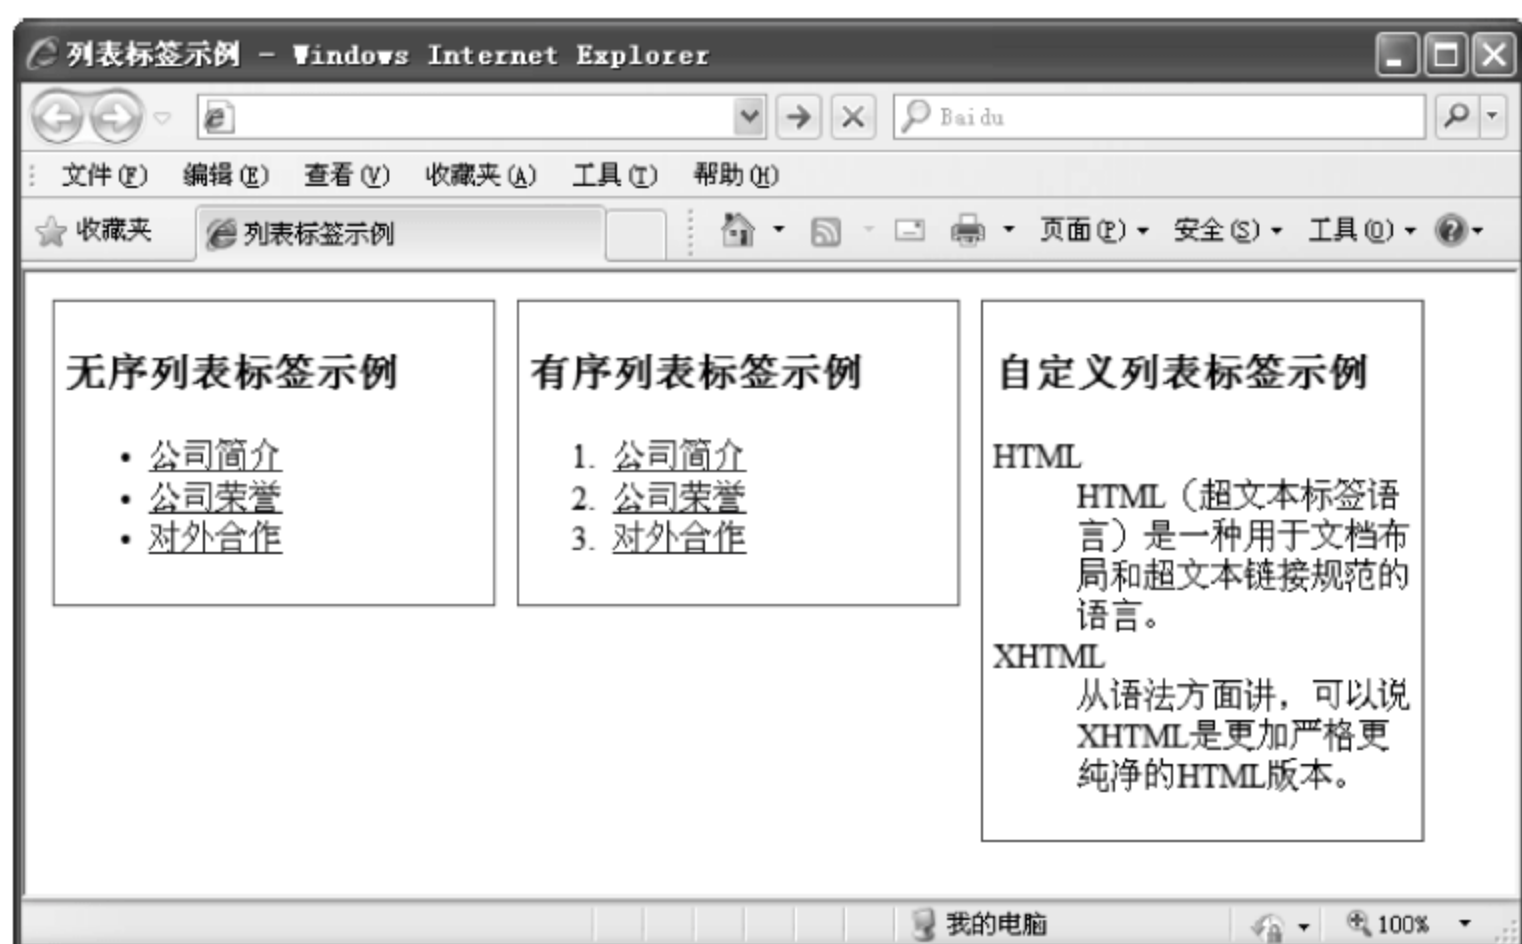 列表标签示例 - Windows Internet Explorer
Baidu
文件(F) 编辑(E) 查看(V) 收藏夹(A) 工具(T) 帮助(H)
收藏夹 列表标签示例 页面(P) 安全(S) 工具(O)
无序列表标签示例
• 公司简介
• 公司荣誉
• 对外合作
有序列表标签示例
1. 公司简介
2. 公司荣誉
3. 对外合作
自定义列表标签示例
HTML
HTML（超文本标签语
言）是一种用于文档布
局和超文本链接规范的
语言。
XHTML
从语法方面讲，可以说
XHTML是更加严格更
纯净的HTML版本。
我的电脑 100%